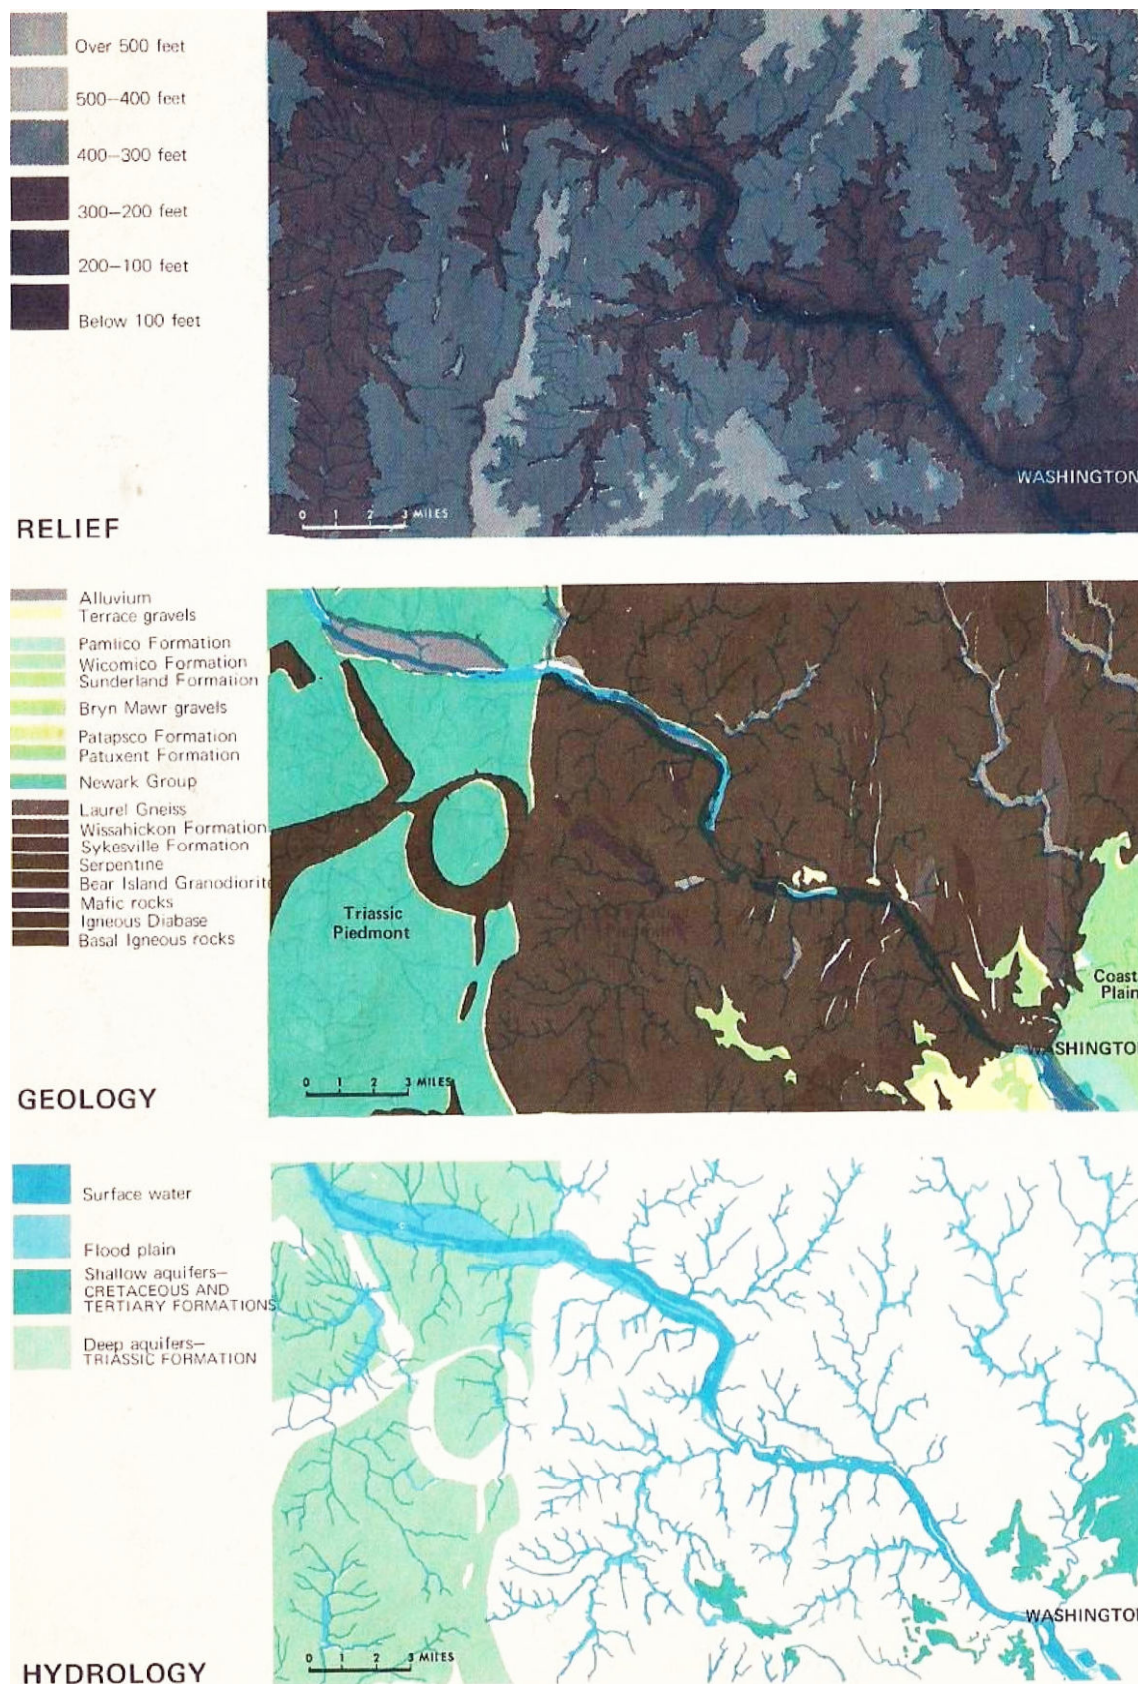 Over 500 feet
500–400 feet
400–300 feet
300–200 feet
200–100 feet
Below 100 feet
WASHINGTON
0 1 2 3 MILES
RELIEF
Alluvium
Terrace gravels
Pamlico Formation
Wicomico Formation
Sunderland Formation
Bryn Mawr gravels
Patapsco Formation
Patuxent Formation
Newark Group
Laurel Gneiss
Wissahickon Formation
Sykesville Formation
Serpentine
Bear Island Granodiorite
Mafic rocks
Igneous Diabase
Basal Igneous rocks
Triassic
Piedmont
Coast
Plain
WASHINGTO
0 1 2 3 MILES
GEOLOGY
Surface water
Flood plain
Shallow aquifers–
CRETACEOUS AND
TERTIARY FORMATIONS
Deep aquifers–
TRIASSIC FORMATION
WASHINGTO
0 1 2 3 MILES
HYDROLOGY